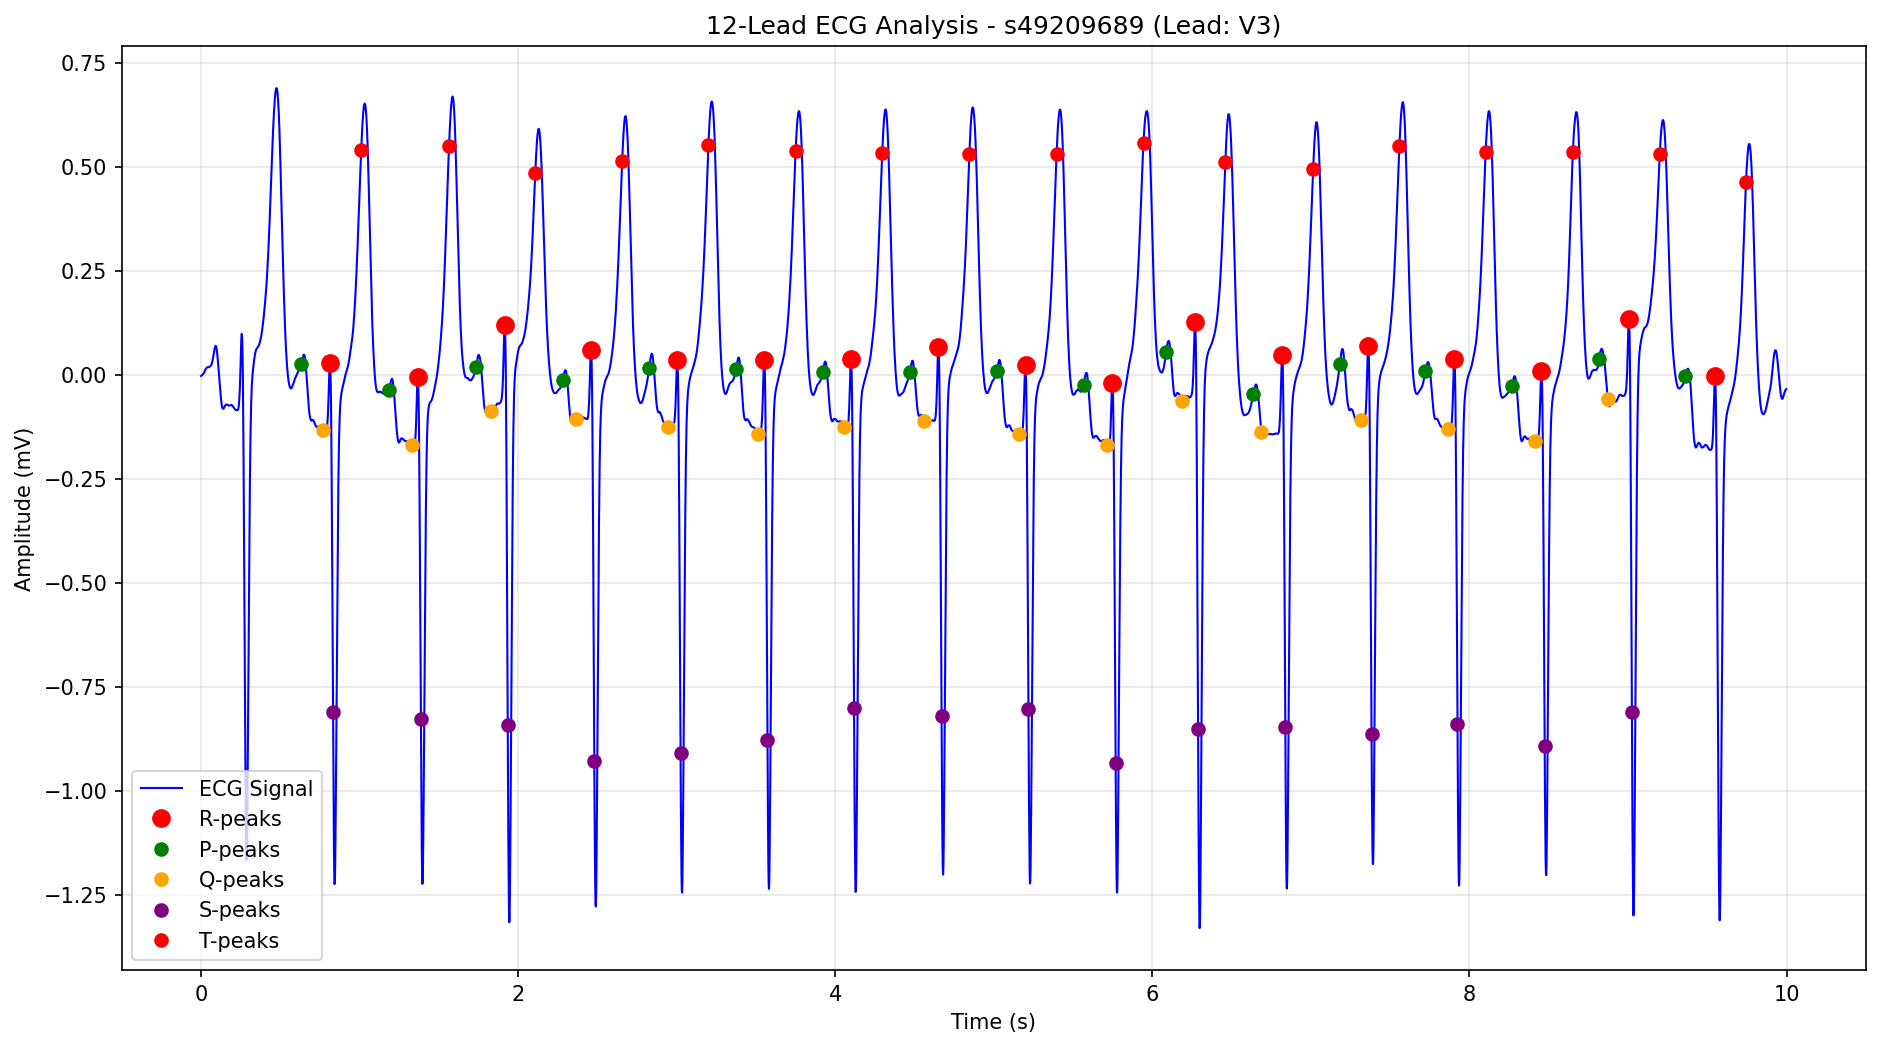 12-Lead ECG Analysis - s49209689 (Lead: V3)
0.75
0.50
0.25
0.00
−0.25
−0.50
−0.75
−1.00
−1.25
Amplitude (mV)
ECG Signal
R-peaks
P-peaks
Q-peaks
S-peaks
T-peaks
0 2 4 6 8 10
Time (s)